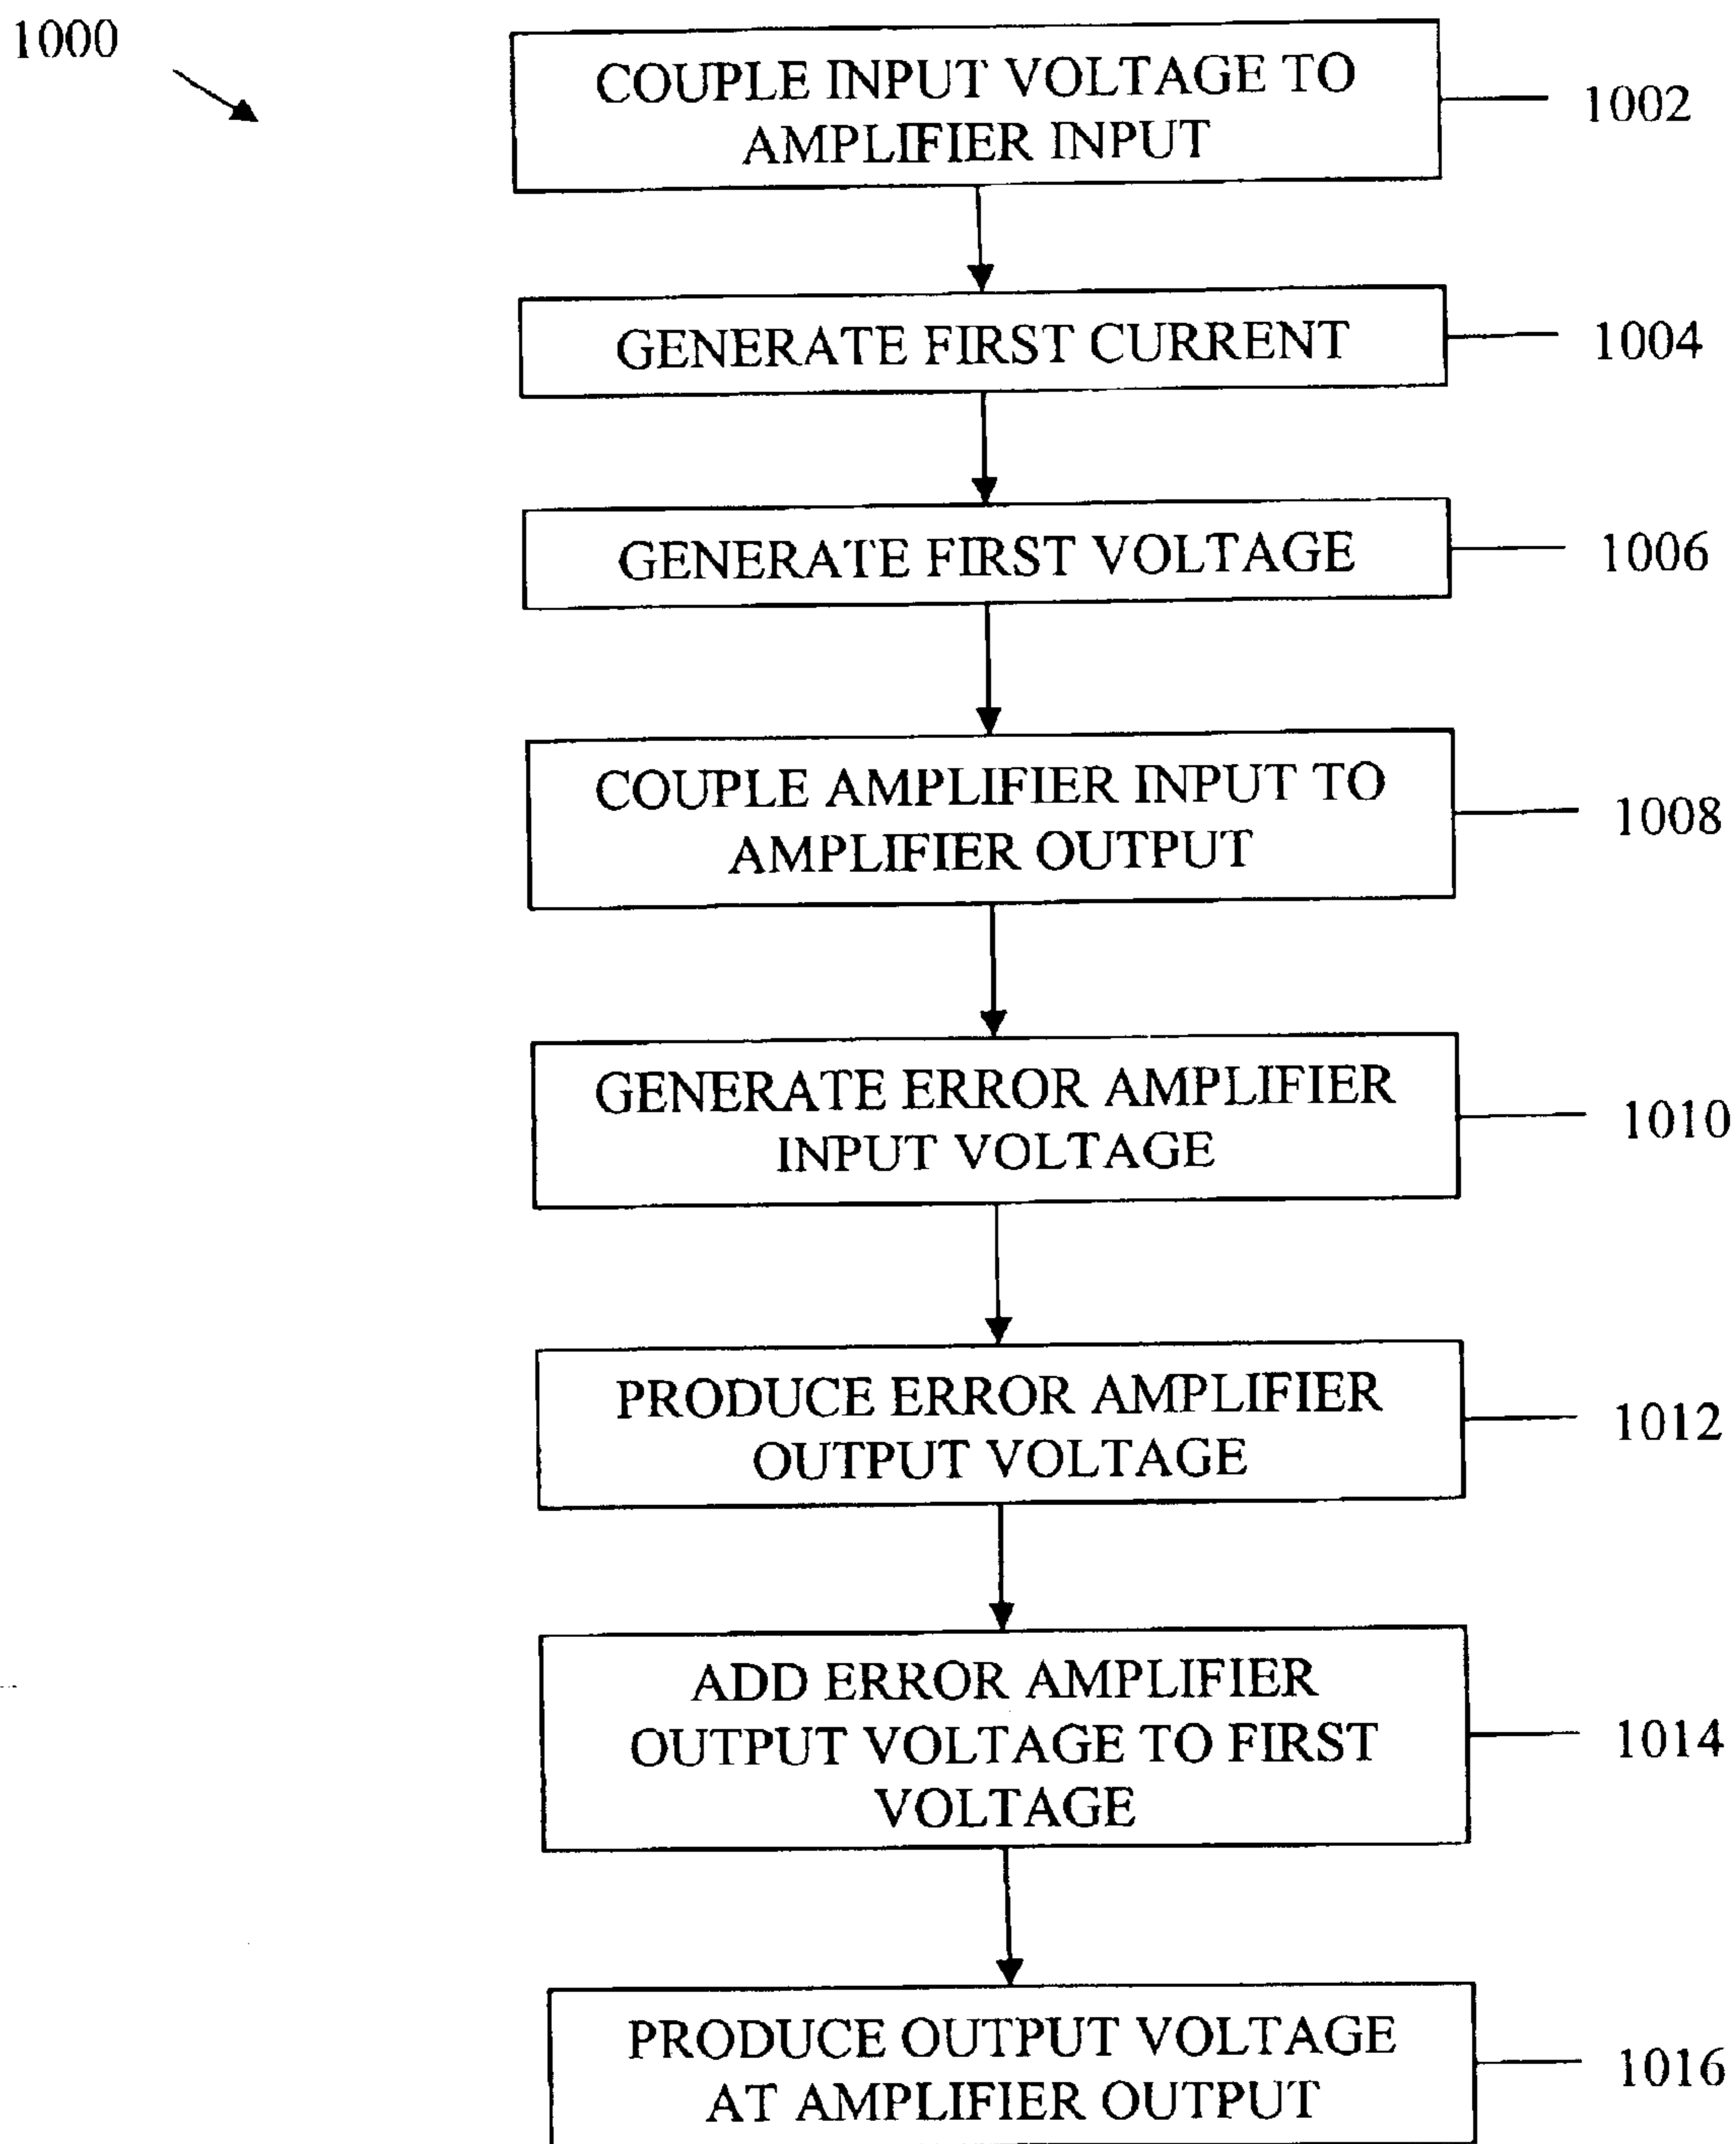 1000
COUPLE INPUT VOLTAGE TO
AMPLIFIER INPUT
1002
GENERATE FIRST CURRENT
1004
GENERATE FIRST VOLTAGE
1006
COUPLE AMPLIFIER INPUT TO
AMPLIFIER OUTPUT
1008
GENERATE ERROR AMPLIFIER
INPUT VOLTAGE
1010
PRODUCE ERROR AMPLIFIER
OUTPUT VOLTAGE
1012
ADD ERROR AMPLIFIER
OUTPUT VOLTAGE TO FIRST
VOLTAGE
1014
PRODUCE OUTPUT VOLTAGE
AT AMPLIFIER OUTPUT
1016